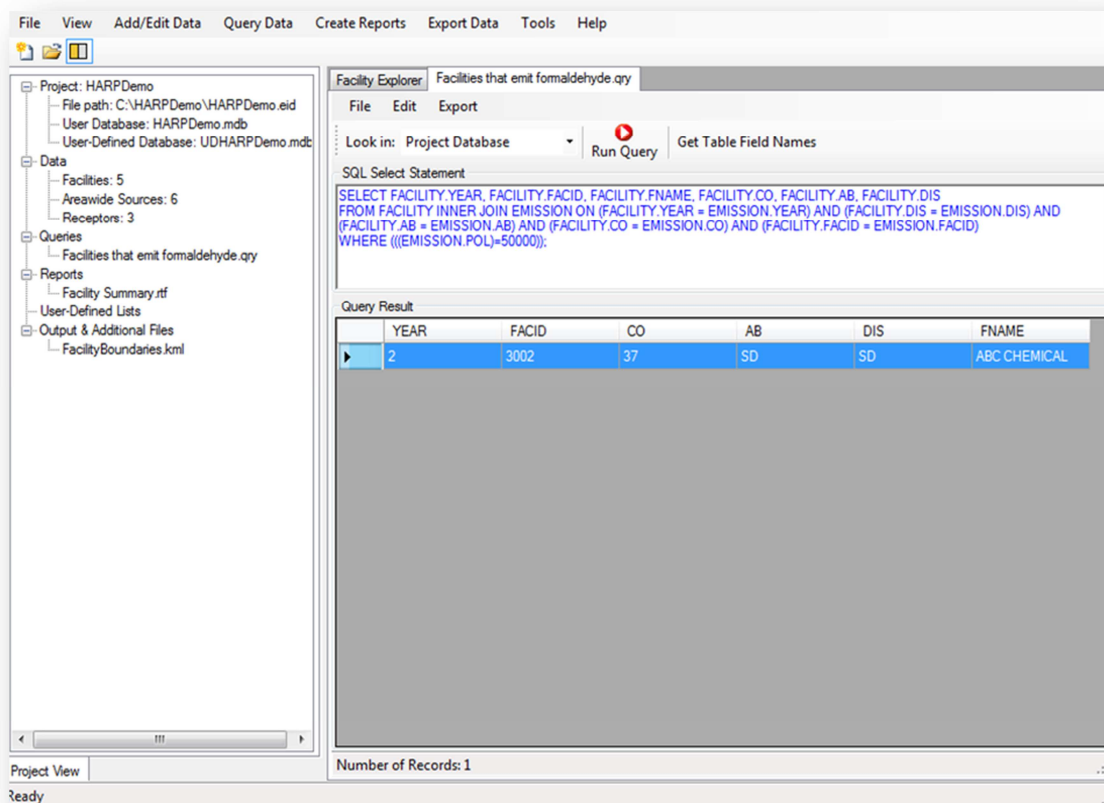 File View Add/Edit Data Query Data Create Reports Export Data Tools Help
Project: HARPDemo
File path: C:\HARPDemo\HARPDemo.eid
User Database: HARPDemo.mdb
User-Defined Database: UDHARPDemo.mdb
Data
Facilities: 5
Areawide Sources: 6
Receptors: 3
Queries
Facilities that emit formaldehyde.qry
Reports
Facility Summary.rtf
User-Defined Lists
Output & Additional Files
FacilityBoundaries.kml
Project View
Ready
Facility Explorer Facilities that emit formaldehyde.qry
File Edit Export
Look in: Project Database Run Query Get Table Field Names
SQL Select Statement
SELECT FACILITY.YEAR, FACILITY.FACID, FACILITY.FNAME, FACILITY.CO, FACILITY.AB, FACILITY.DIS
FROM FACILITY INNER JOIN EMISSION ON (FACILITY.YEAR = EMISSION.YEAR) AND (FACILITY.DIS = EMISSION.DIS) AND
(FACILITY.AB = EMISSION.AB) AND (FACILITY.CO = EMISSION.CO) AND (FACILITY.FACID = EMISSION.FACID)
WHERE (((EMISSION.POL)=50000));
Query Result
YEAR FACID CO AB DIS FNAME
2 3002 37 SD SD ABC CHEMICAL
Number of Records: 1